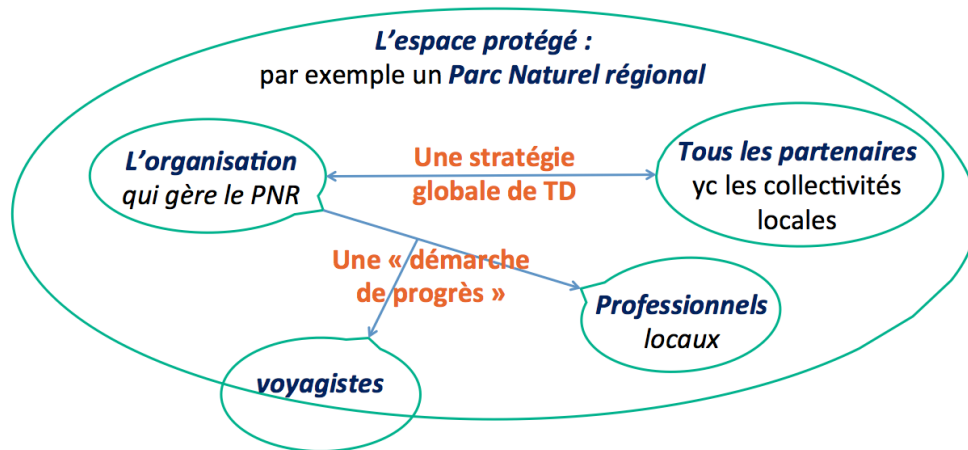 L'espace protégé :
par exemple un Parc Naturel régional
L'organisation
qui gère le PNR
Une stratégie
globale de TD
Tous les partenaires
yc les collectivités
locales
Une « démarche
de progrès »
Professionnels
locaux
voyagistes